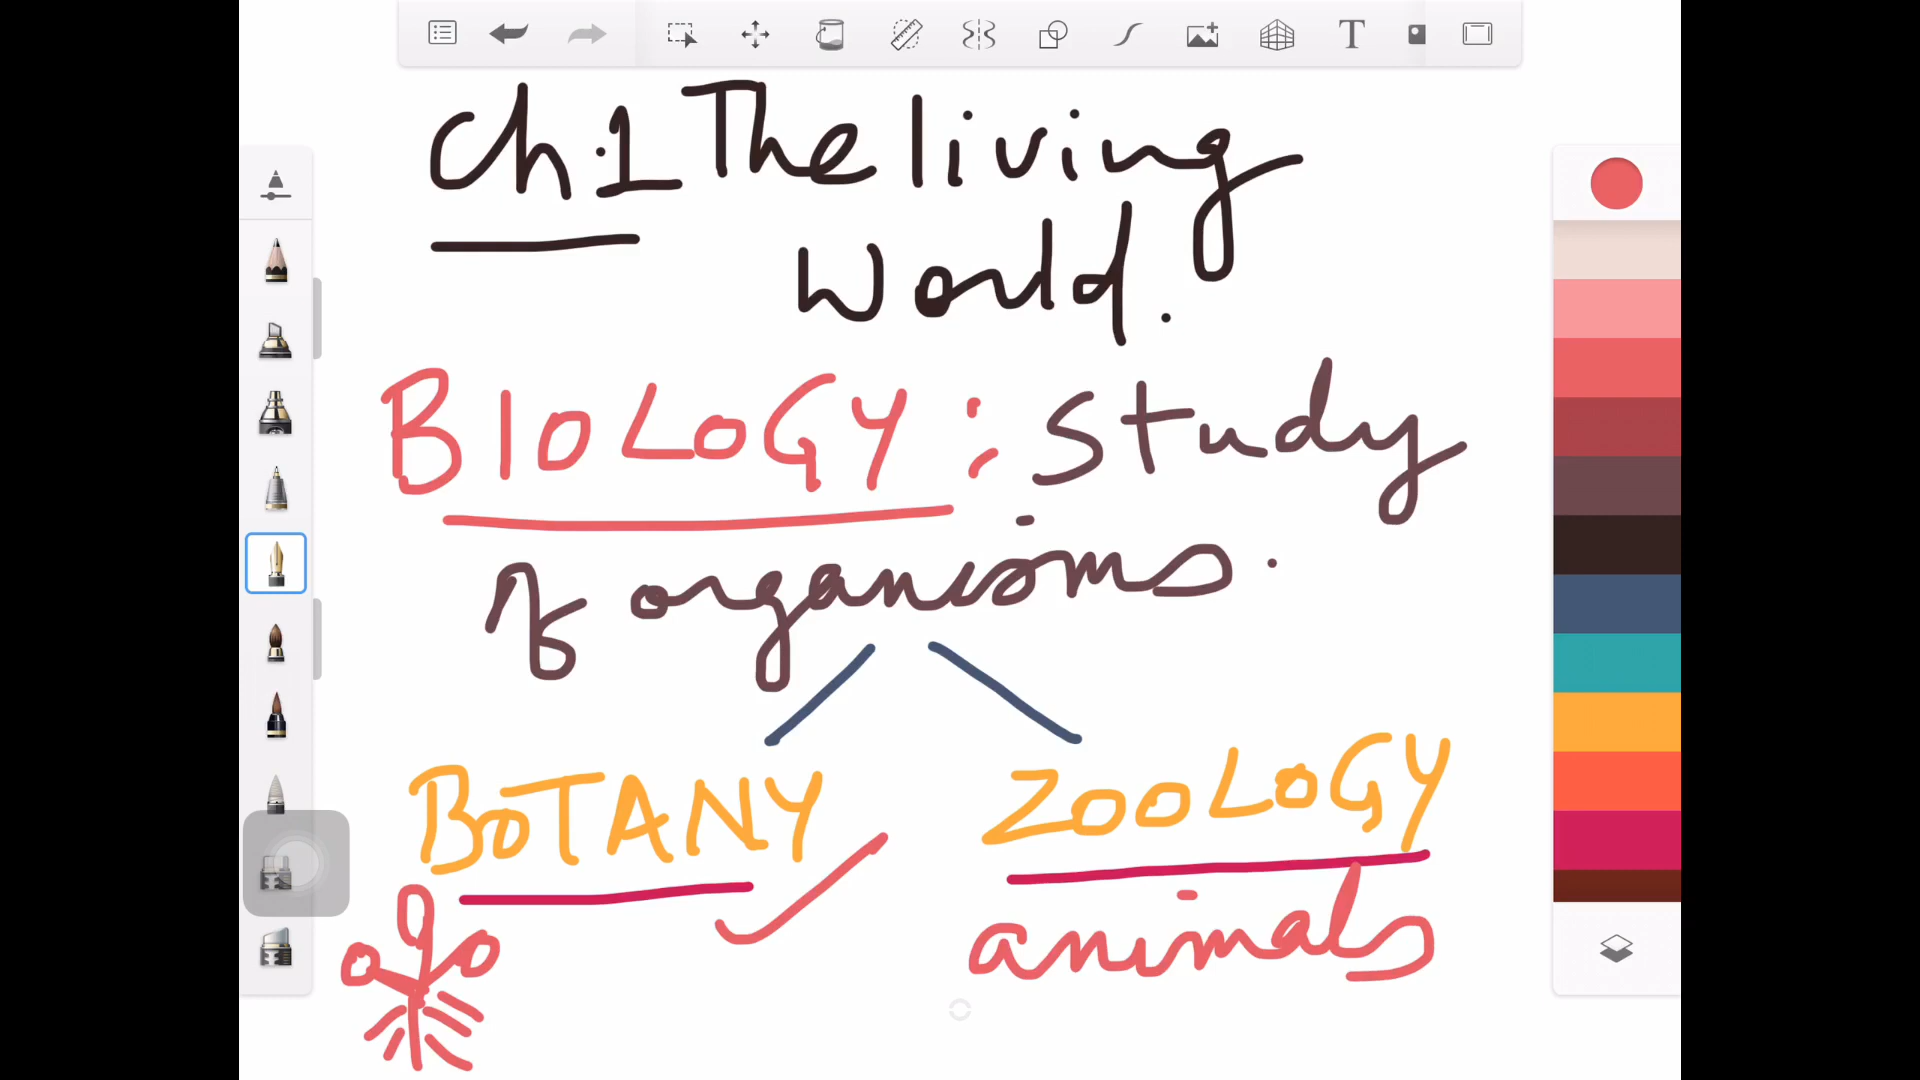 Ch.1 The living
World.
BIOLOGY : Study
of organisms.
BOTANY ZOOLOGY
animals